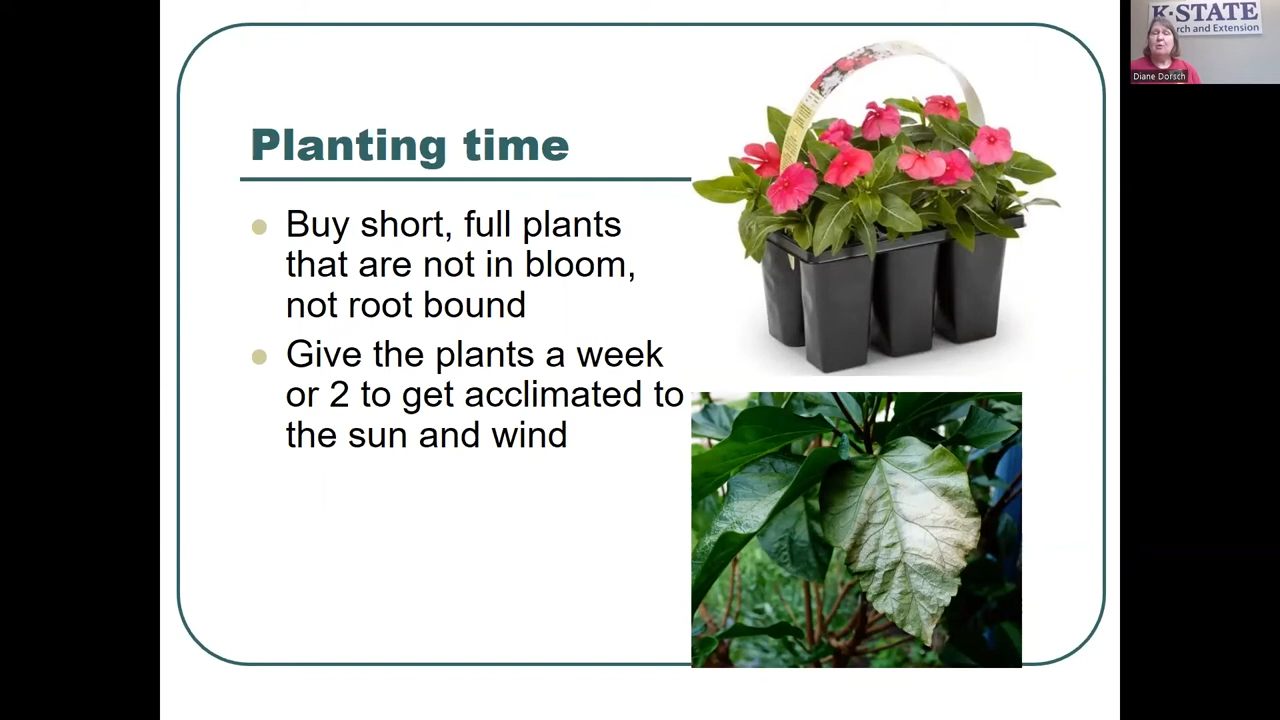 K-STATE
rch and Extension
Diane Dorsch
Planting time
Buy short, full plants
that are not in bloom,
not root bound
Give the plants a week
or 2 to get acclimated to
the sun and wind